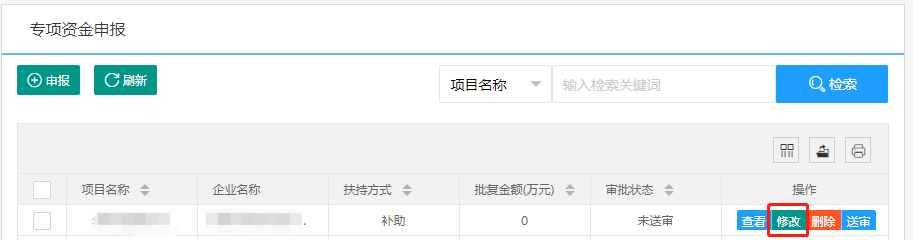 专项资金申报
申报 刷新 项目名称 输入检索关键词 检索
项目名称 企业名称 扶持方式 批复金额(万元) 审批状态 操作
补助 0 未送审 查看 修改 删除 送审